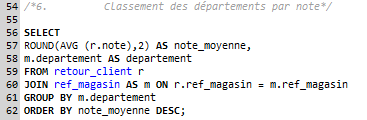 54 /*6. Classement des départements par note*/
55
56 SELECT
57 ROUND(AVG (r.note),2) AS note_moyenne,
58 m.departement AS departement
59 FROM retour_client r
60 JOIN ref_magasin AS m ON r.ref_magasin = m.ref_magasin
61 GROUP BY m.departement
62 ORDER BY note_moyenne DESC;